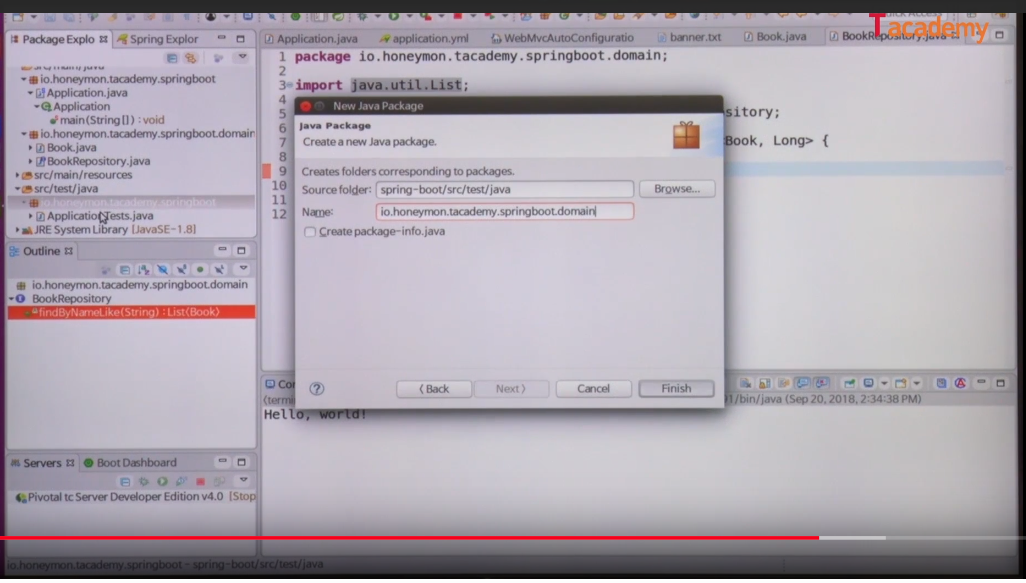 Quick Access
Tacademy
Package Explo
Spring Explor
Application.java
application.yml
WebMvcAutoConfiguratio
banner.txt
Book.java
BookRepository.java
src/main/java
io.honeymon.tacademy.springboot
Application.java
Application
main(String[]) : void
io.honeymon.tacademy.springboot.domain
Book.java
BookRepository.java
src/main/resources
src/test/java
io.honeymon.tacademy.springboot
ApplicationTests.java
JRE System Library [JavaSE-1.8]
1 package io.honeymon.tacademy.springboot.domain;
2
3 import java.util.List;
4
5 sitory;
6
7 Book, Long> {
8
9
10
11
12
New Java Package
Java Package
Create a new Java package.
Creates folders corresponding to packages.
Source folder: spring-boot/src/test/java Browse...
Name: io.honeymon.tacademy.springboot.domain
Create package-info.java
? < Back Next > Cancel Finish
Outline
io.honeymon.tacademy.springboot.domain
BookRepository
findByNameLike(String) : List<Book>
Con
<termi
1/bin/java (Sep 20, 2018, 2:34:38 PM)
Hello, world!
Servers
Boot Dashboard
Pivotal tc Server Developer Edition v4.0 [Stop
io.honeymon.tacademy.springboot - spring-boot/src/test/java